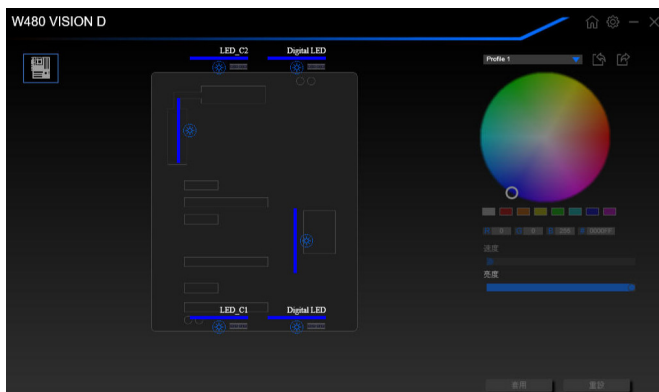 W480 VISION D
LED_C2 Digital LED
Profile 1
R 0 G 0 B 255 # 0000FF
速度
亮度
LED_C1 Digital LED
套用 重設